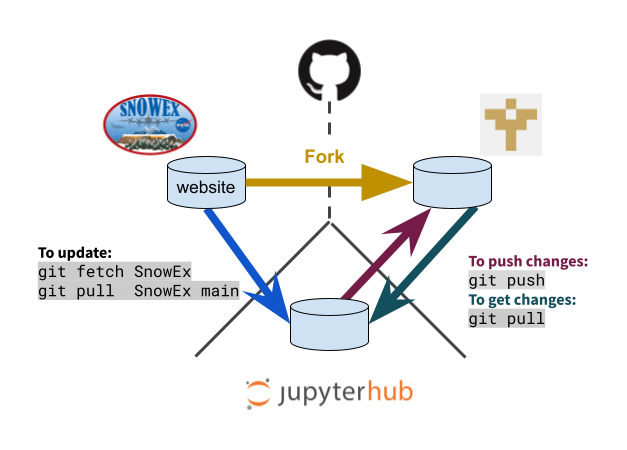 SNOWEX
NASA
Fork
website
To update:
git fetch SnowEx
git pull  SnowEx main
To push changes:
git push
To get changes:
git pull
jupyterhub